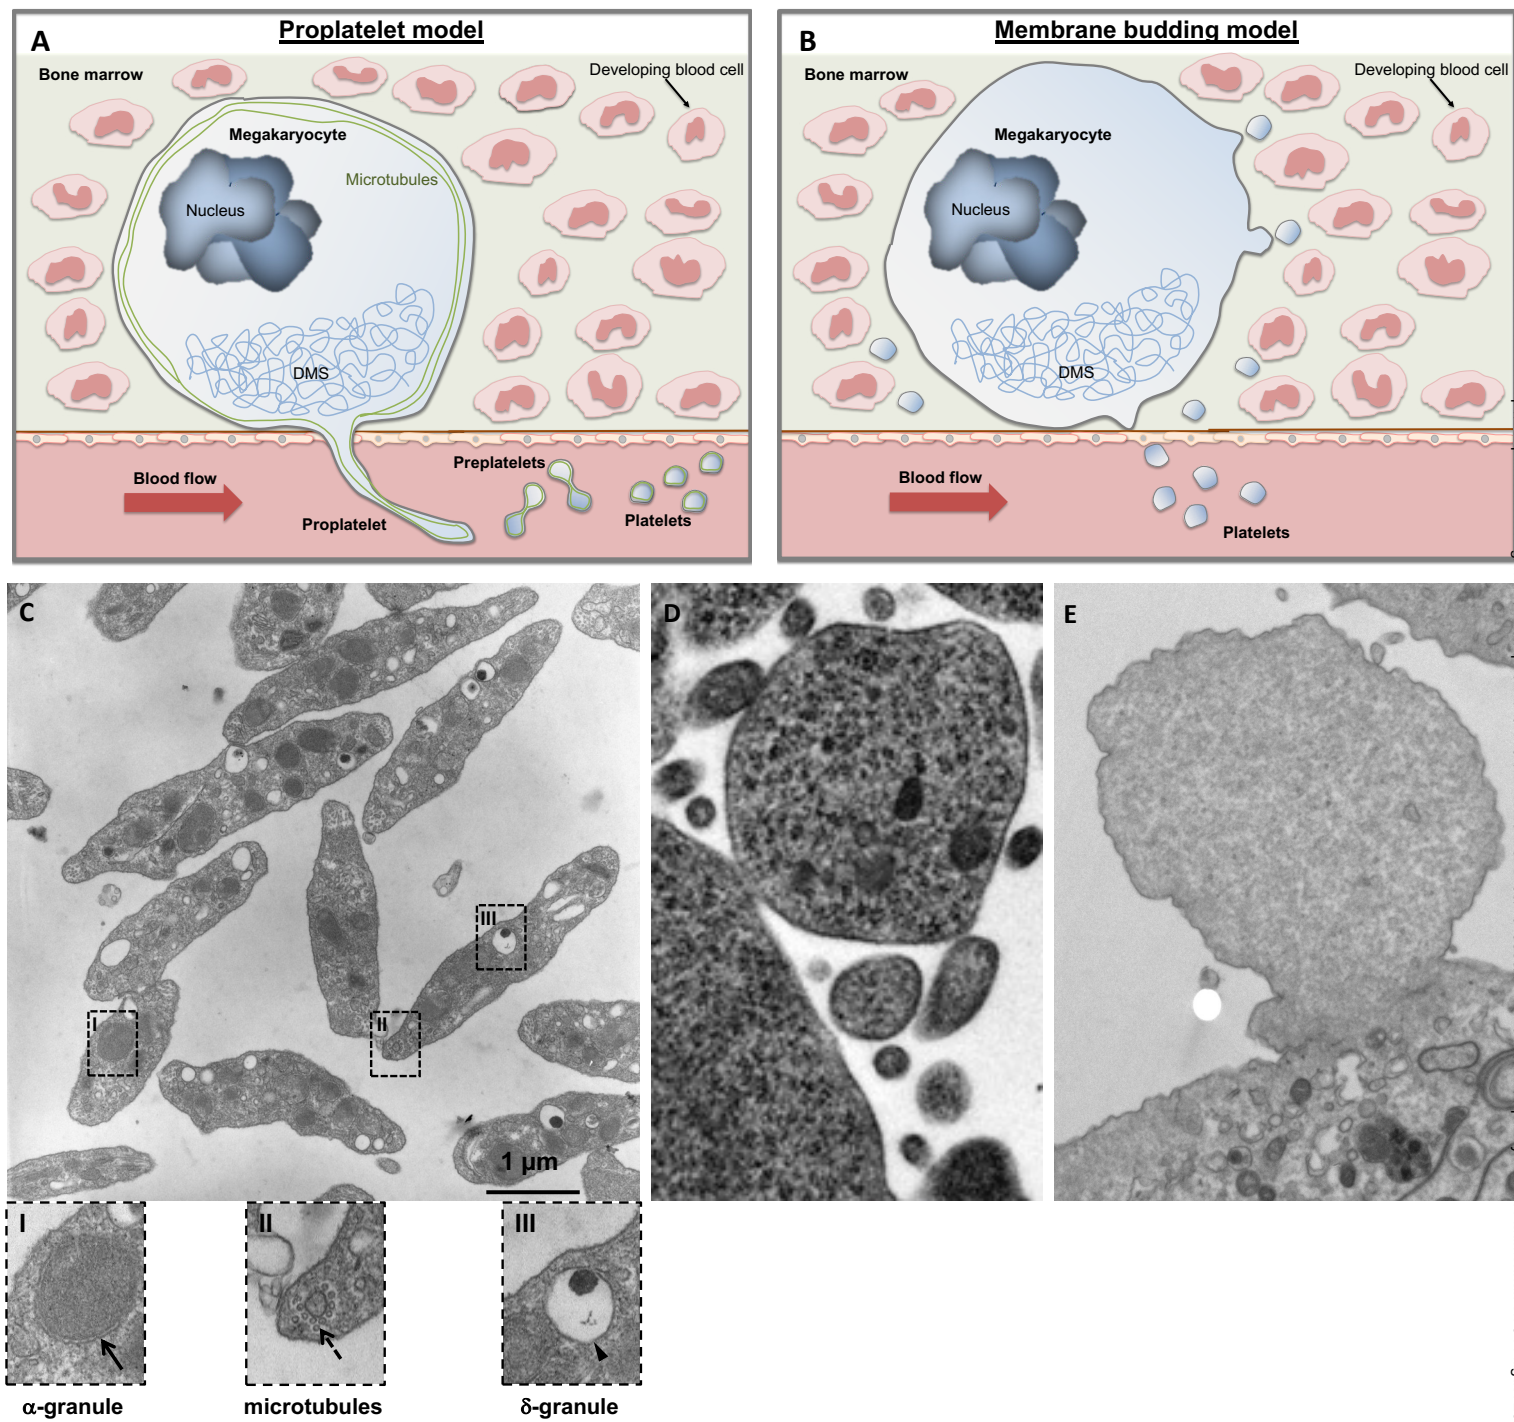 A
Proplatelet model
Bone marrow
Developing blood cell
Megakaryocyte
Microtubules
Nucleus
DMS
Blood flow
Preplatelets
Proplatelet
Platelets
B
Membrane budding model
Bone marrow
Developing blood cell
Megakaryocyte
Nucleus
DMS
Blood flow
Platelets
C
I
II
III
1 µm
D
E
I
II
III
α-granule
microtubules
δ-granule